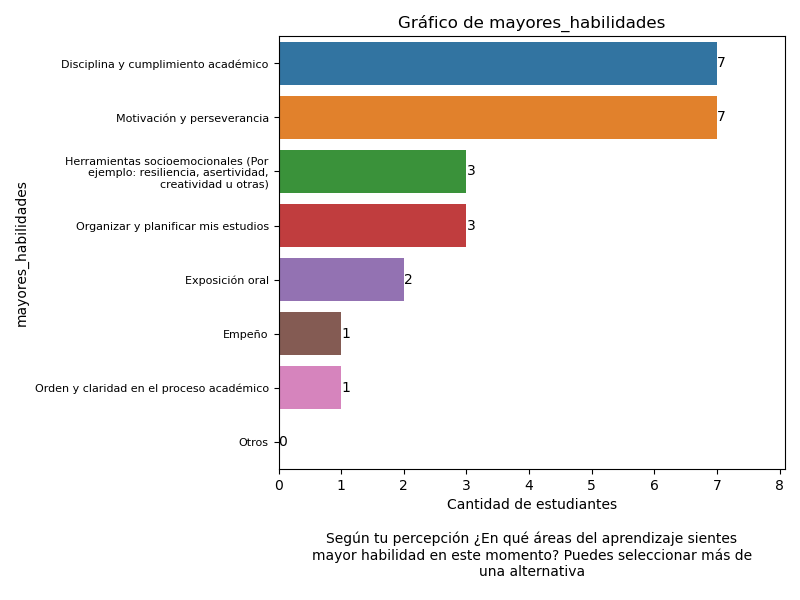 Gráfico de mayores_habilidades
mayores_habilidades
Disciplina y cumplimiento académico
7
Motivación y perseverancia
7
Herramientas socioemocionales (Por
ejemplo: resiliencia, asertividad,
creatividad u otras)
3
Organizar y planificar mis estudios
3
Exposición oral
2
Empeño
1
Orden y claridad en el proceso académico
1
Otros
0
0 1 2 3 4 5 6 7 8
Cantidad de estudiantes
Según tu percepción ¿En qué áreas del aprendizaje sientes
mayor habilidad en este momento? Puedes seleccionar más de
una alternativa